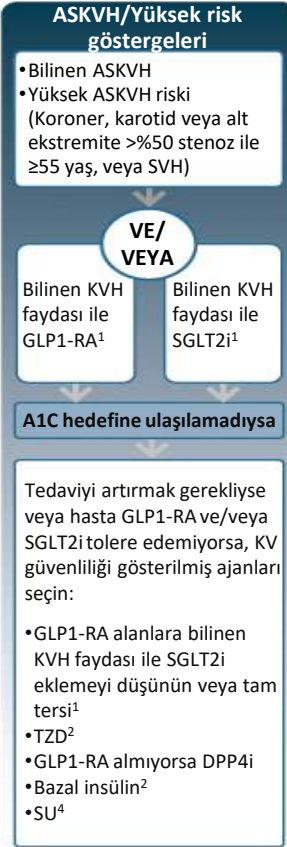 ASKVH/Yüksek risk
göstergeleri
•Bilinen ASKVH
•Yüksek ASKVH riski
(Koroner, karotid veya alt
ekstremite >%50 stenoz ile
≥55 yaş, veya SVH)
VE/
VEYA
Bilinen KVH
faydası ile
GLP1-RA¹
Bilinen KVH
faydası ile
SGLT2i¹
A1C hedefine ulaşılamadıysa
Tedaviyi artırmak gerekliyse
veya hasta GLP1-RA ve/veya
SGLT2i tolere edemiyorsa, KV
güvenliliği gösterilmiş ajanları
seçin:
•GLP1-RA alanlara bilinen
KVH faydası ile SGLT2i
eklemeyi düşünün veya tam
tersi¹
•TZD²
•GLP1-RA almıyorsa DPP4i
•Bazal insülin²
•SU⁴